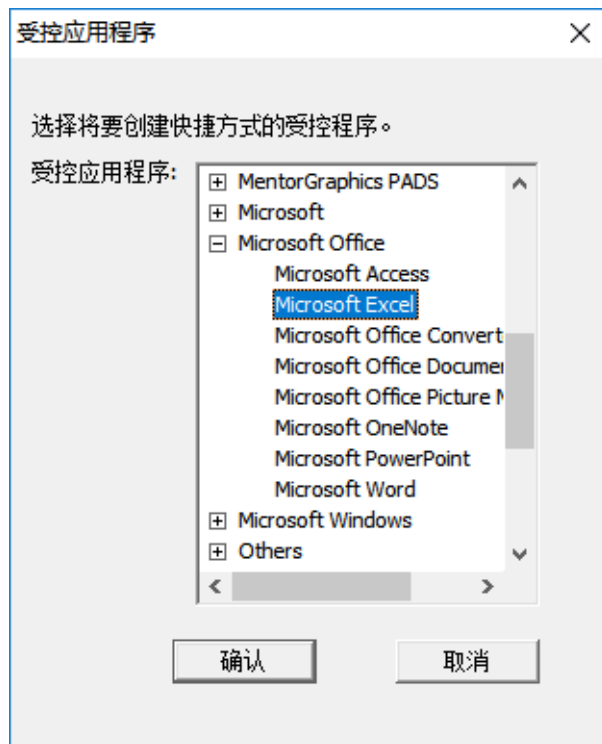 受控应用程序
选择将要创建快捷方式的受控程序。
受控应用程序:
MentorGraphics PADS
Microsoft
Microsoft Office
Microsoft Access
Microsoft Excel
Microsoft Office Convert
Microsoft Office Documen
Microsoft Office Picture M
Microsoft OneNote
Microsoft PowerPoint
Microsoft Word
Microsoft Windows
Others
确认
取消